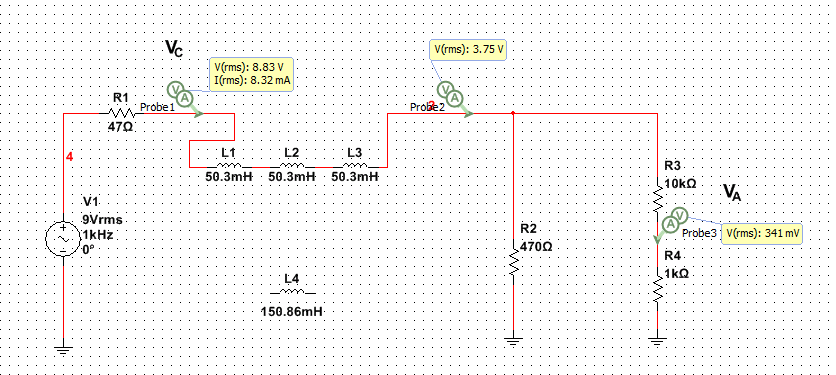 V_C
V(rms): 8.83 V
I(rms): 8.32 mA
V(rms): 3.75 V
R1
47Ω
Probe1
Probe2
4
L1
L2
L3
50.3mH
50.3mH
50.3mH
V1
9Vrms
1kHz
0°
R2
470Ω
R3
10kΩ
V_A
Probe3
V(rms): 341 mV
R4
1kΩ
L4
150.86mH